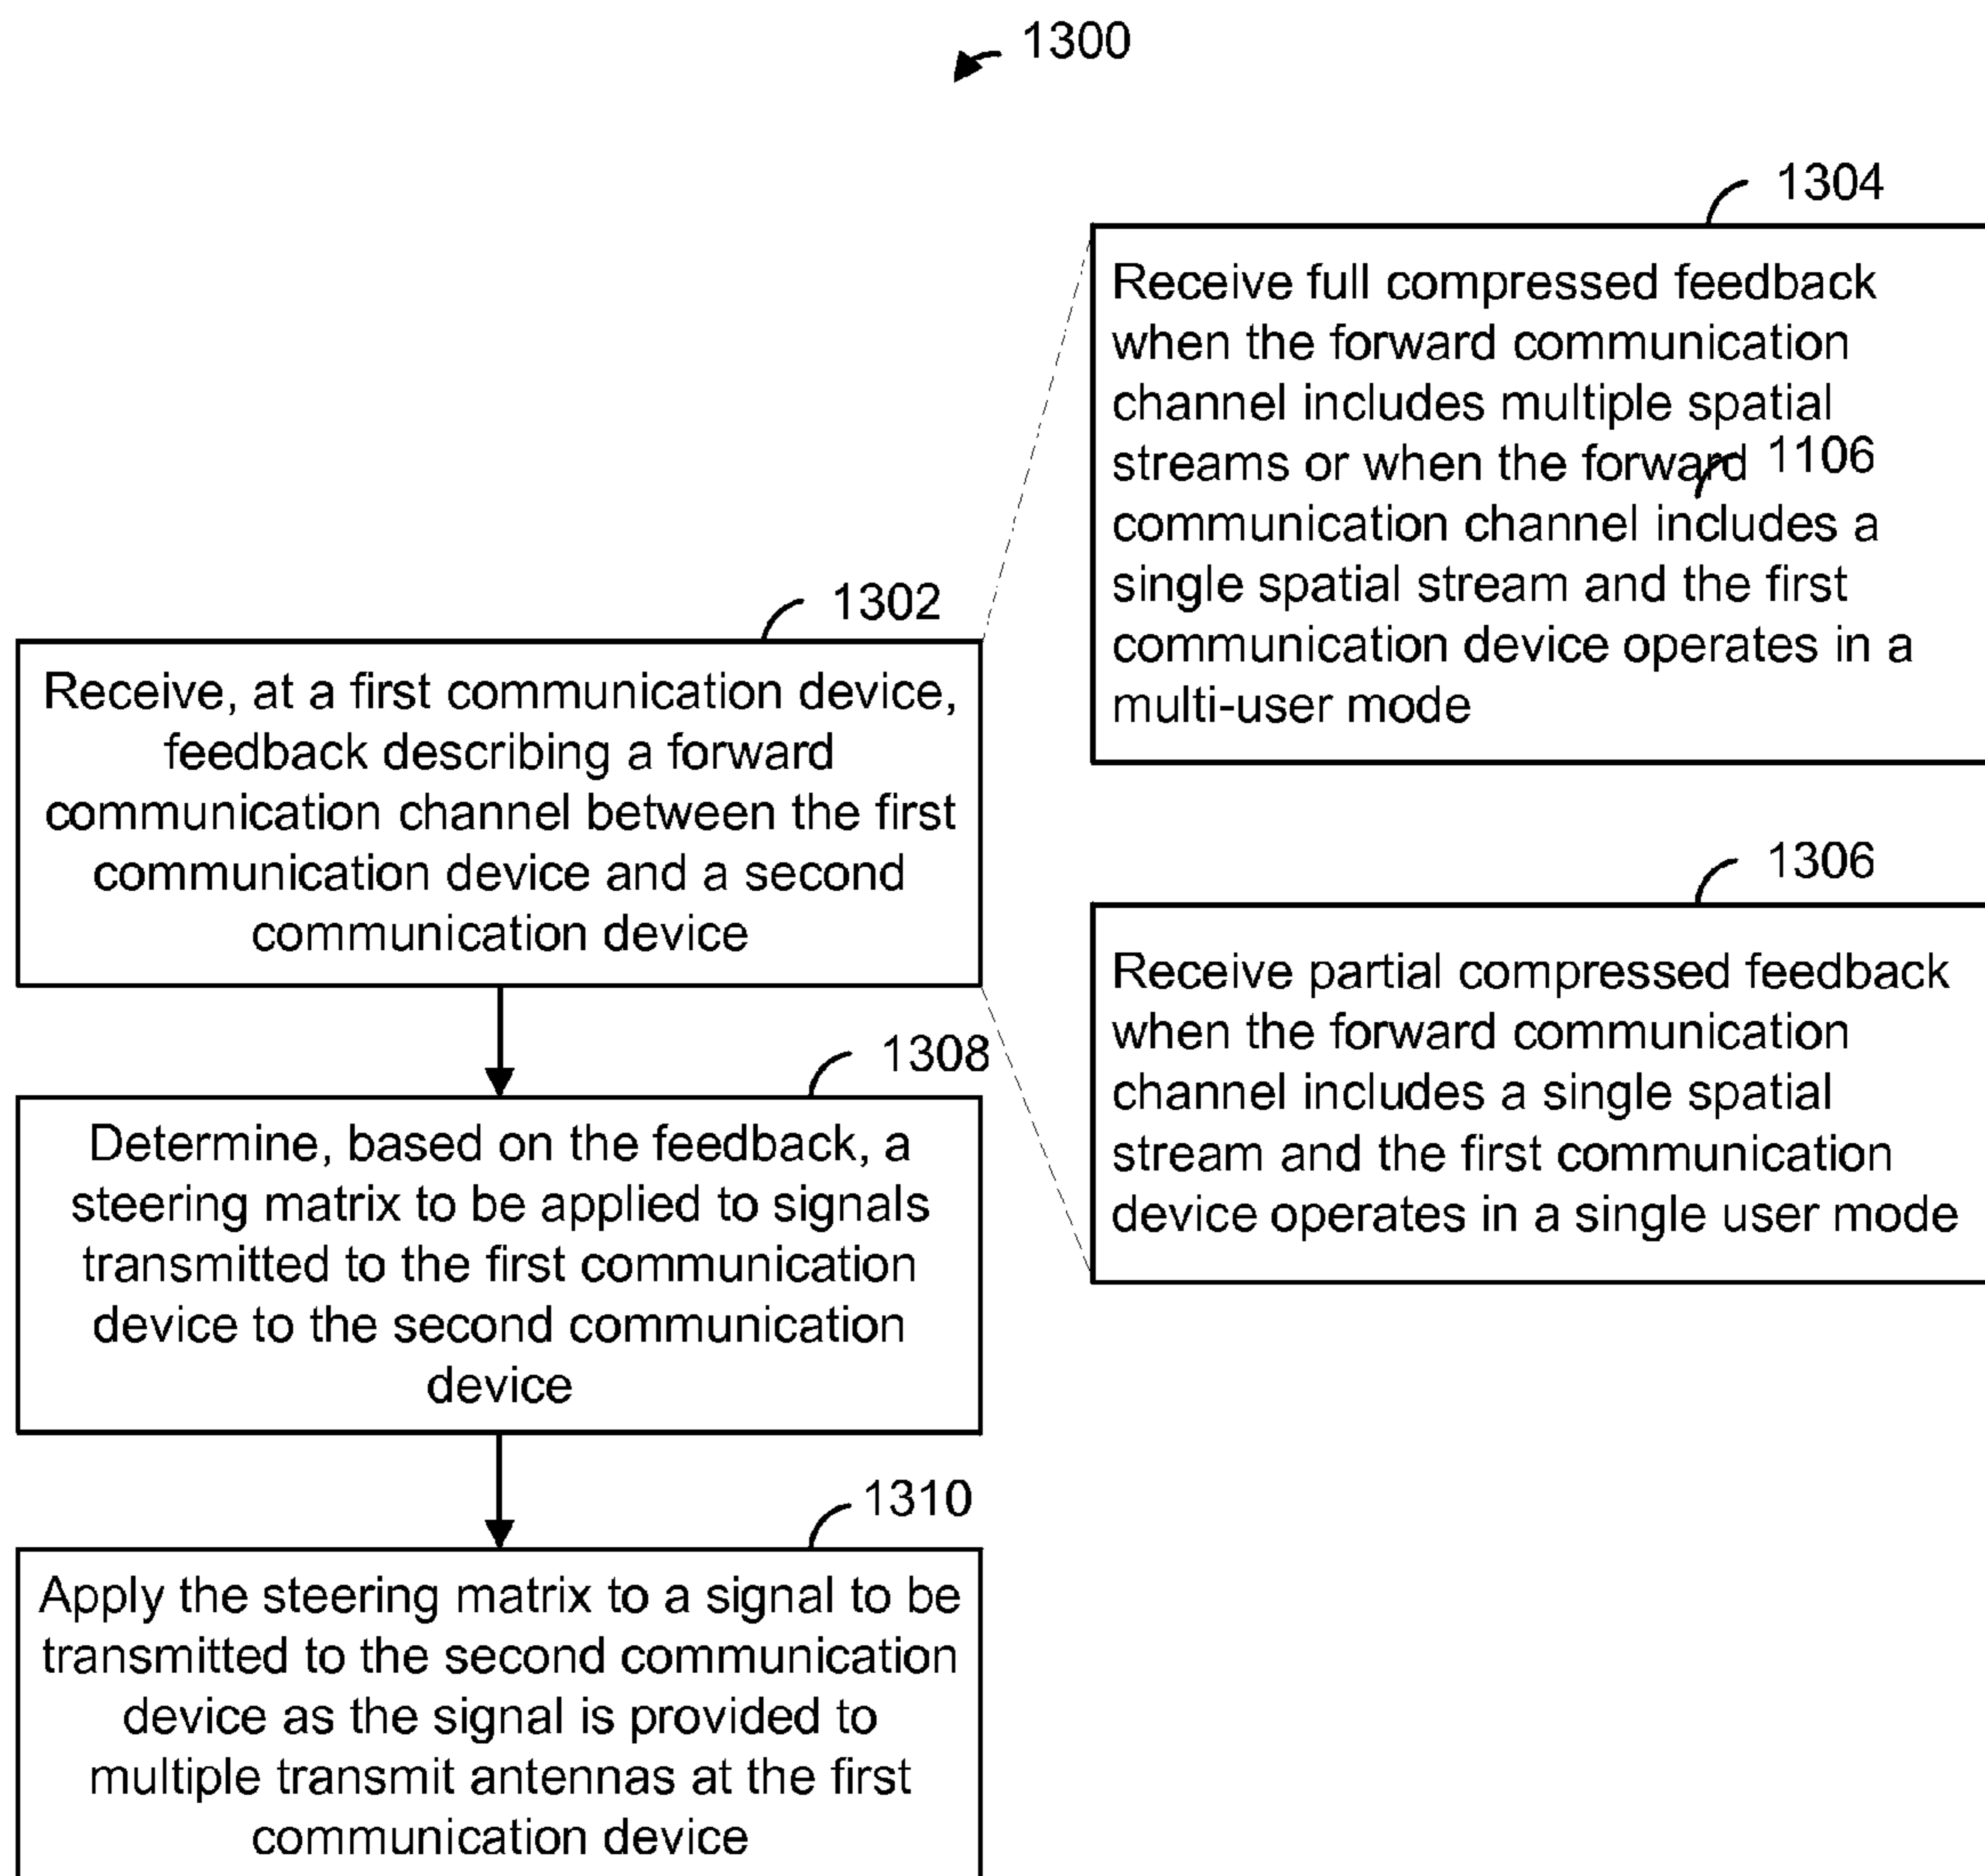 1300
1304
Receive full compressed feedback
when the forward communication
channel includes multiple spatial
streams or when the forward
1106
communication channel includes a
single spatial stream and the first
communication device operates in a
multi-user mode
1302
Receive, at a first communication device,
feedback describing a forward
communication channel between the first
communication device and a second
communication device
1306
Receive partial compressed feedback
when the forward communication
channel includes a single spatial
stream and the first communication
device operates in a single user mode
1308
Determine, based on the feedback, a
steering matrix to be applied to signals
transmitted to the first communication
device to the second communication
device
1310
Apply the steering matrix to a signal to be
transmitted to the second communication
device as the signal is provided to
multiple transmit antennas at the first
communication device